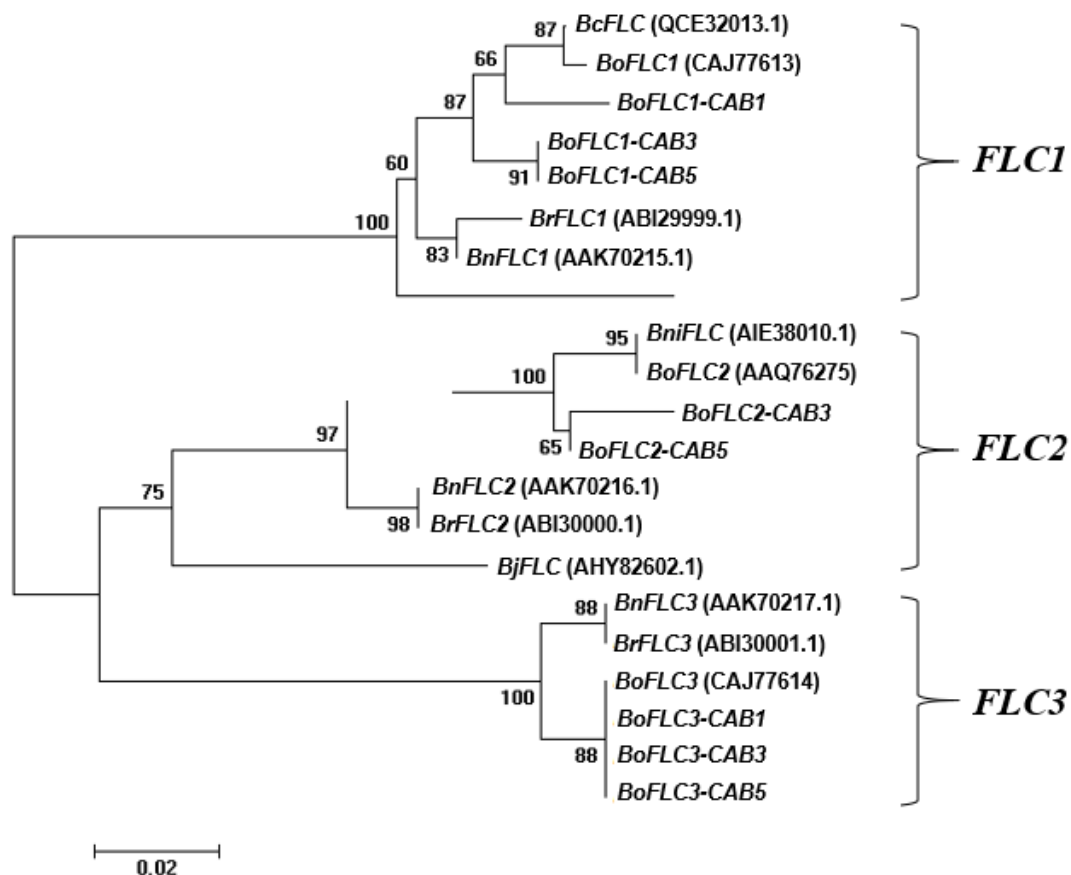 87
BcFLC (QCE32013.1)
BoFLC1 (CAJ77613)
66
BoFLC1-CAB1
87
BoFLC1-CAB3
91
BoFLC1-CAB5
60
BrFLC1 (ABI29999.1)
100
83
BnFLC1 (AAK70215.1)
FLC1
95
BniFLC (AIE38010.1)
BoFLC2 (AAQ76275)
100
BoFLC2-CAB3
65
BoFLC2-CAB5
97
BnFLC2 (AAK70216.1)
75
98
BrFLC2 (ABI30000.1)
BjFLC (AHY82602.1)
FLC2
88
BnFLC3 (AAK70217.1)
BrFLC3 (ABI30001.1)
100
BoFLC3 (CAJ77614)
BoFLC3-CAB1
88
BoFLC3-CAB3
BoFLC3-CAB5
FLC3
0.02